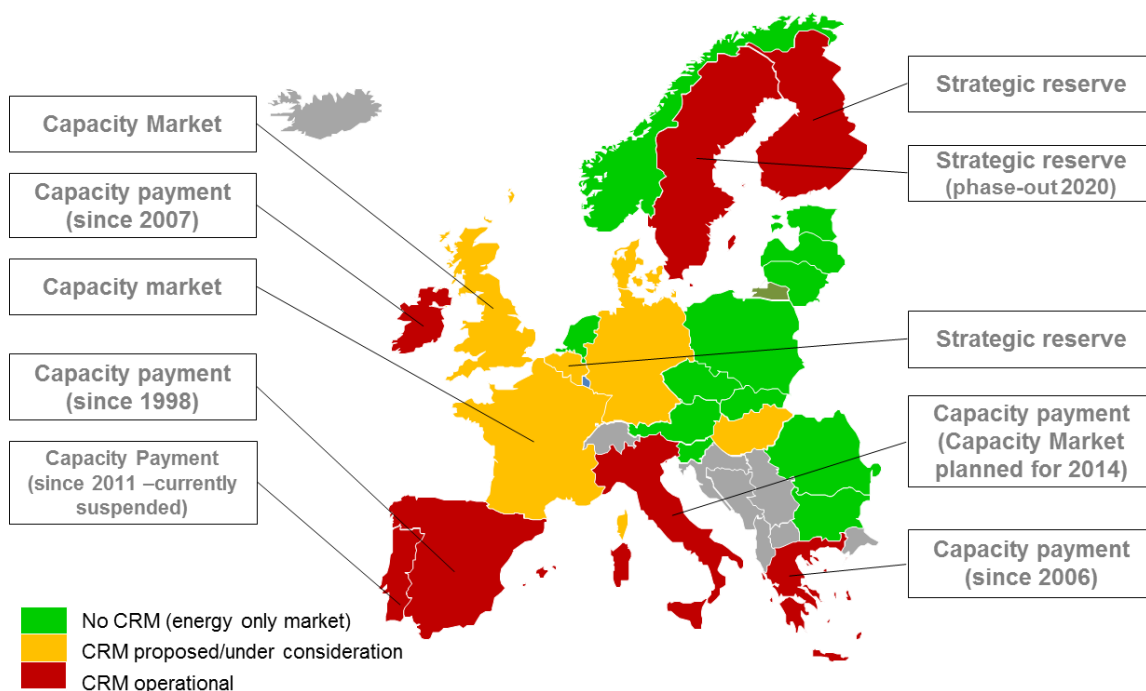 Capacity Market
Capacity payment
(since 2007)
Capacity market
Capacity payment
(since 1998)
Capacity Payment
(since 2011 –currently
suspended)
Strategic reserve
Strategic reserve
(phase-out 2020)
Strategic reserve
Capacity payment
(Capacity Market
planned for 2014)
Capacity payment
(since 2006)
No CRM (energy only market)
CRM proposed/under consideration
CRM operational